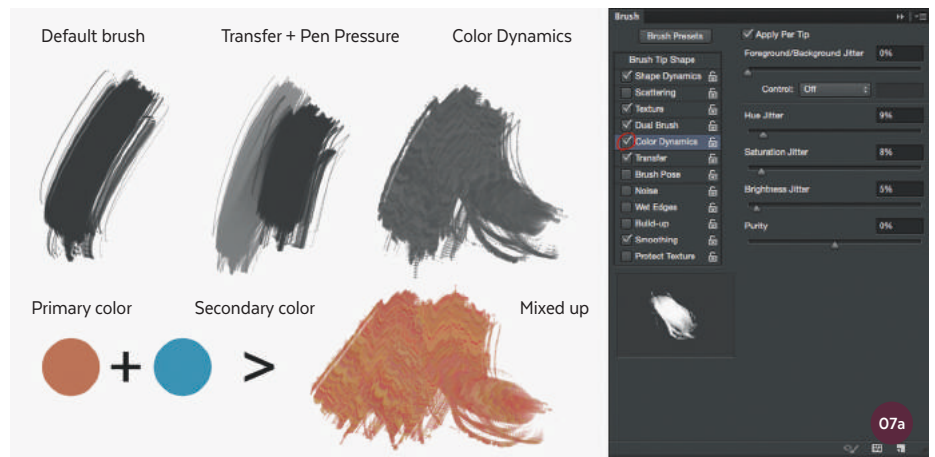 Default brush
Transfer + Pen Pressure
Color Dynamics
Primary color
Secondary color
Mixed up
+
>
Brush
Brush Presets
Brush Tip Shape
Shape Dynamics
Scattering
Texture
Dual Brush
Color Dynamics
Transfer
Brush Pose
Noise
Wet Edges
Build-up
Smoothing
Protect Texture
Apply Per Tip
Foreground/Background Jitter 0%
Control: Off
Hue Jitter 9%
Saturation Jitter 8%
Brightness Jitter 5%
Purity 0%
07a